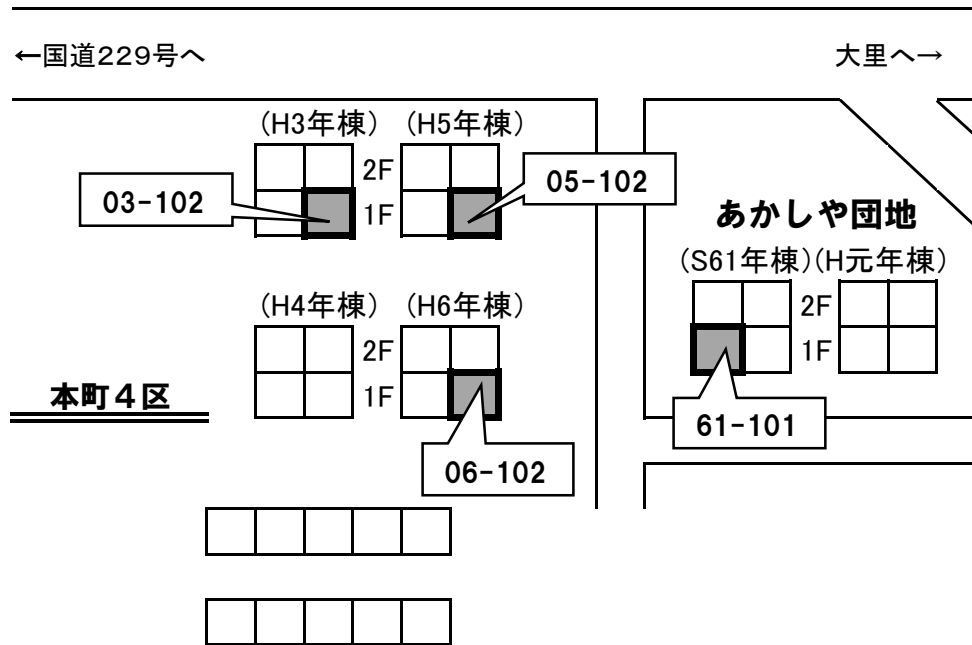 ←国道229号へ
大里へ→
(H3年棟)
(H5年棟)
2F
1F
03-102
05-102
あかしや団地
(S61年棟)
(H元年棟)
2F
1F
61-101
(H4年棟)
(H6年棟)
2F
1F
06-102
本町4区